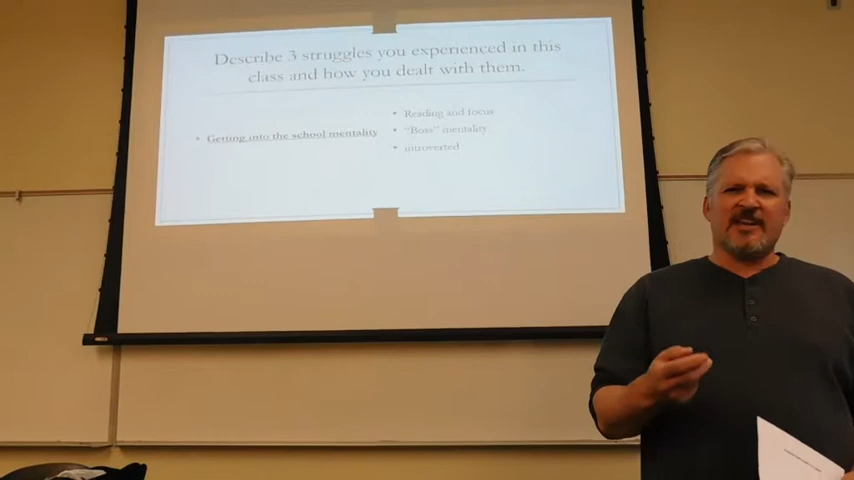 Describe 3 struggles you experienced in this
class and how you dealt with them.
• Getting into the school mentality
• Reading and focus
• "Boss" mentality
• introverted